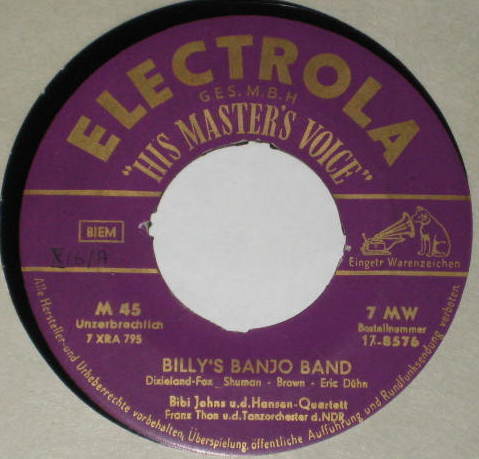 ELECTROLA
GES.M.B.H
"HIS MASTER'S VOICE"
BIEM
Eingetr Warenzeichen
M 45
Unzerbrechlich
7 XRA 795
7 MW
Bestellnummer
17-8576
BILLY'S BANJO BAND
Dixieland-Fox Shuman - Brown - Eric Dühn
Bibi Johns u.d.Hansen-Quartett
Franz Thon u.d.Tanzorchester d.NDR
Alle Hersteller-und Urheberrechte vorbehalten, Überspielung, öffentliche Aufführung und Rundfunksendung verboten.